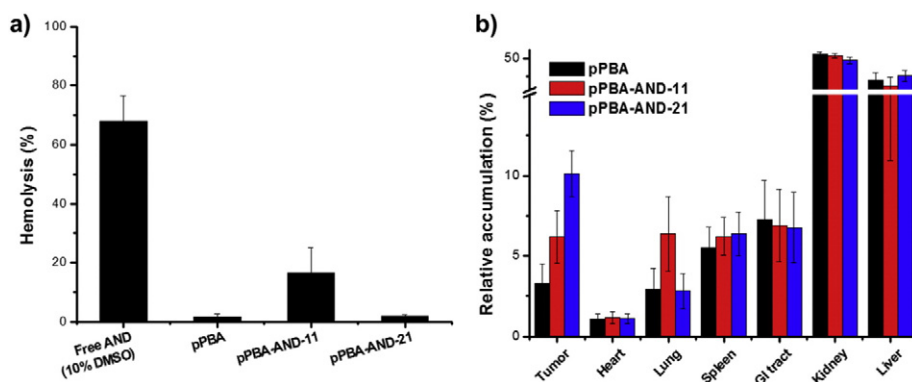 a)
Hemolysis (%)
100
80
60
40
20
0
Free AND
(10% DMSO)
pPBA
pPBA-AND-11
pPBA-AND-21
b)
Relative accumulation (%)
50
10
5
0
pPBA
pPBA-AND-11
pPBA-AND-21
Tumor
Heart
Lung
Spleen
GI tract
Kidney
Liver